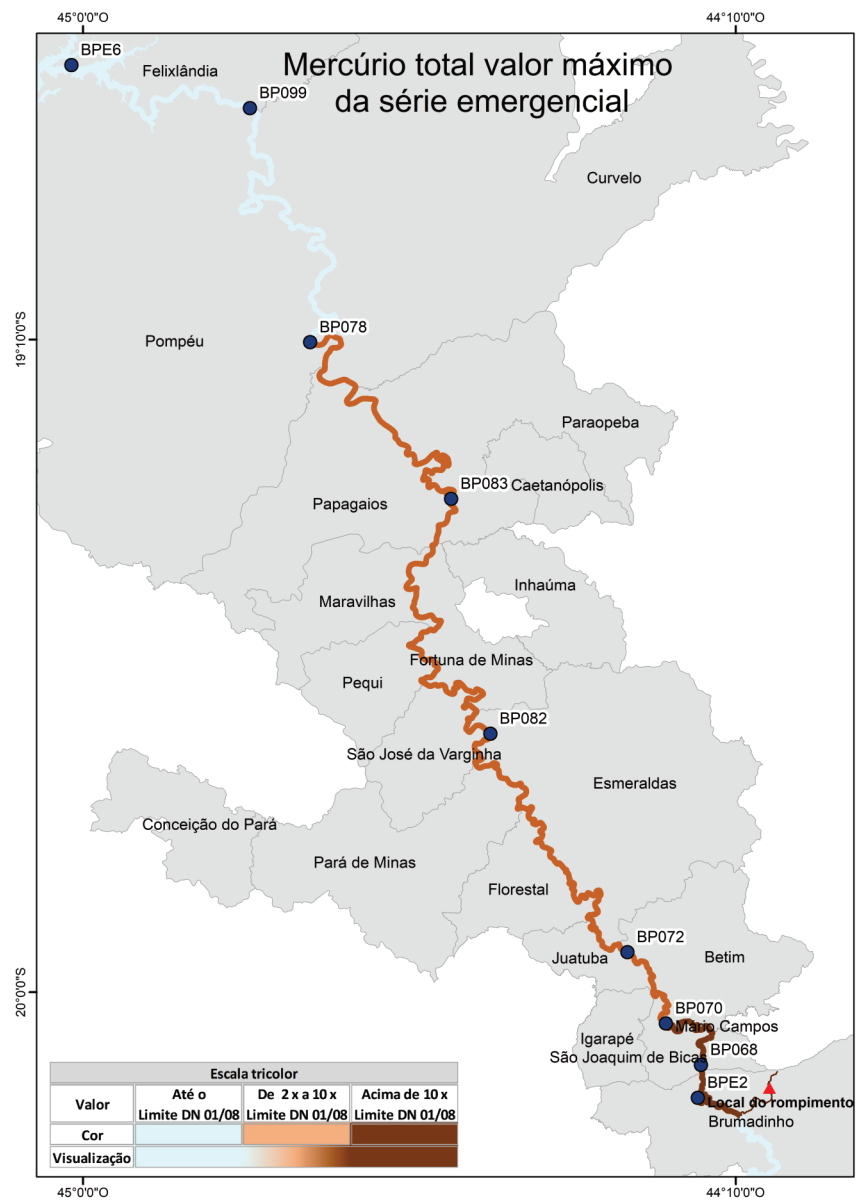 45°0'0"O
44°10'0"O
BPE6
Felixlândia
Mercúrio total valor máximo
da série emergencial
BP099
Curvelo
19°10'0"S
BP078
Pompéu
Paraopeba
BP083
Caetanópolis
Papagaios
Inhaúma
Maravilhas
Fortuna de Minas
Pequi
BP082
São José da Varginha
Esmeraldas
Conceição do Pará
Pará de Minas
Florestal
BP072
Juatuba
Betim
20°0'0"S
BP070
Mário Campos
Igarapé
São Joaquim de Bicas
BP068
BPE2
Local do rompimento
Brumadinho
Escala tricolor
Valor
Até o
Limite DN 01/08
De 2 x a 10 x
Limite DN 01/08
Acima de 10 x
Limite DN 01/08
Cor
Visualização
45°0'0"O
44°10'0"O